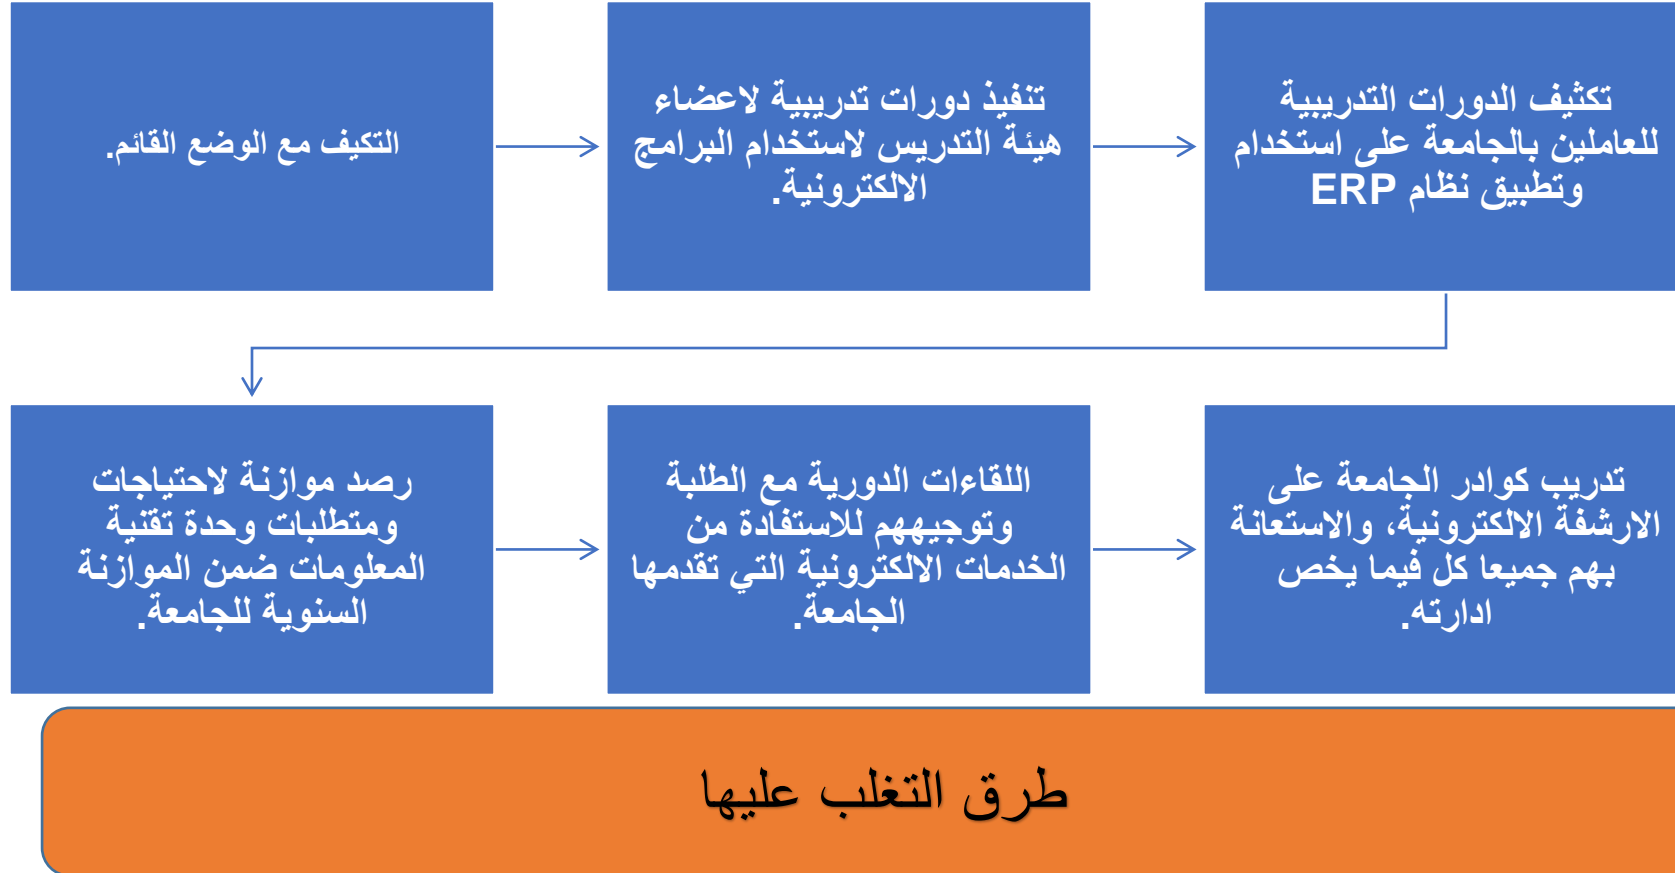 التكيف مع الوضع القائم.
تنفيذ دورات تدريبية لاعضاء
هيئة التدريس لاستخدام البرامج
الالكترونية.
تكثيف الدورات التدريبية
للعاملين بالجامعة على استخدام
وتطبيق نظام ERP
رصد موازنة لاحتياجات
ومتطلبات وحدة تقنية
المعلومات ضمن الموازنة
السنوية للجامعة.
اللقاءات الدورية مع الطلبة
وتوجيههم للاستفادة من
الخدمات الالكترونية التي تقدمها
الجامعة.
تدريب كوادر الجامعة على
الارشفة الالكترونية، والاستعانة
بهم جميعا كل فيما يخص
ادارته.
طرق التغلب عليها